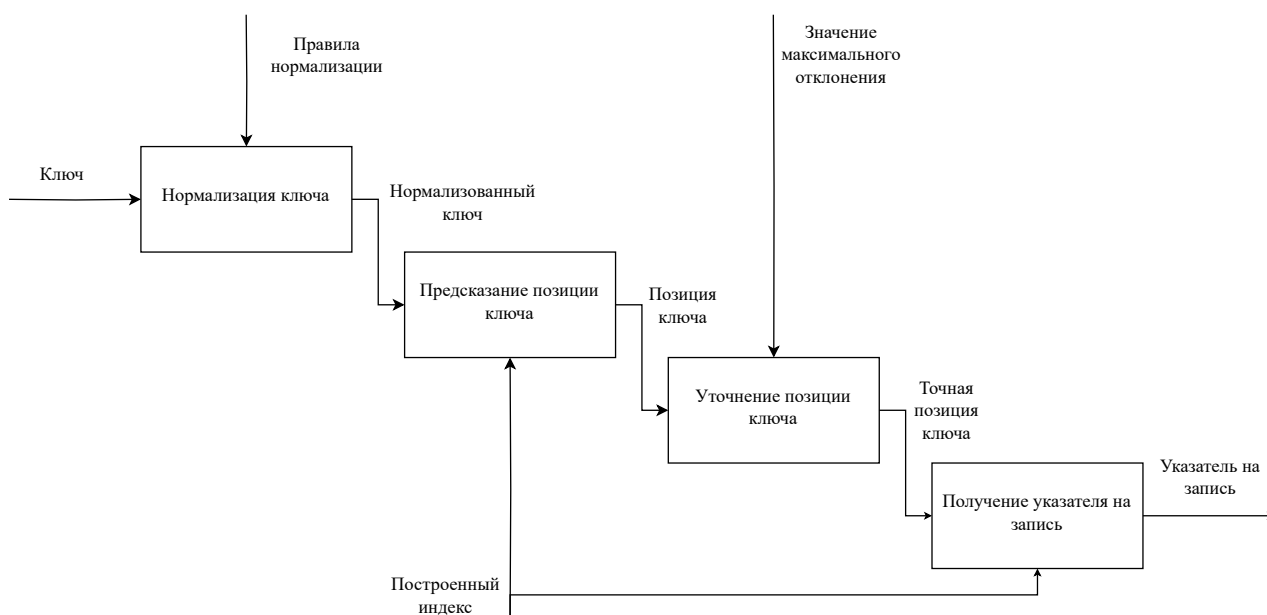 Правила
нормализации
Значение
максимального
отклонения
Ключ
Нормализация ключа
Нормализованный
ключ
Предсказание позиции
ключа
Позиция
ключа
Уточнение позиции
ключа
Точная
позиция
ключа
Получение указателя на
запись
Указатель на
запись
Построенный
индекс